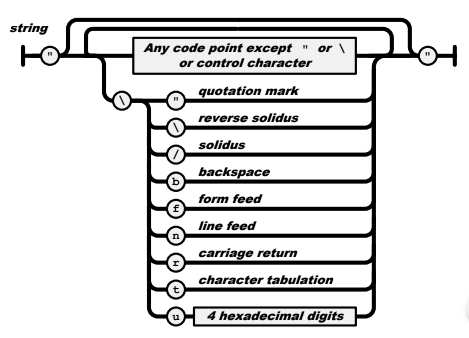 string
" Any code point except " or \ "
or control character
\ " quotation mark
\ reverse solidus
/ solidus
b backspace
f form feed
n line feed
r carriage return
t character tabulation
u 4 hexadecimal digits